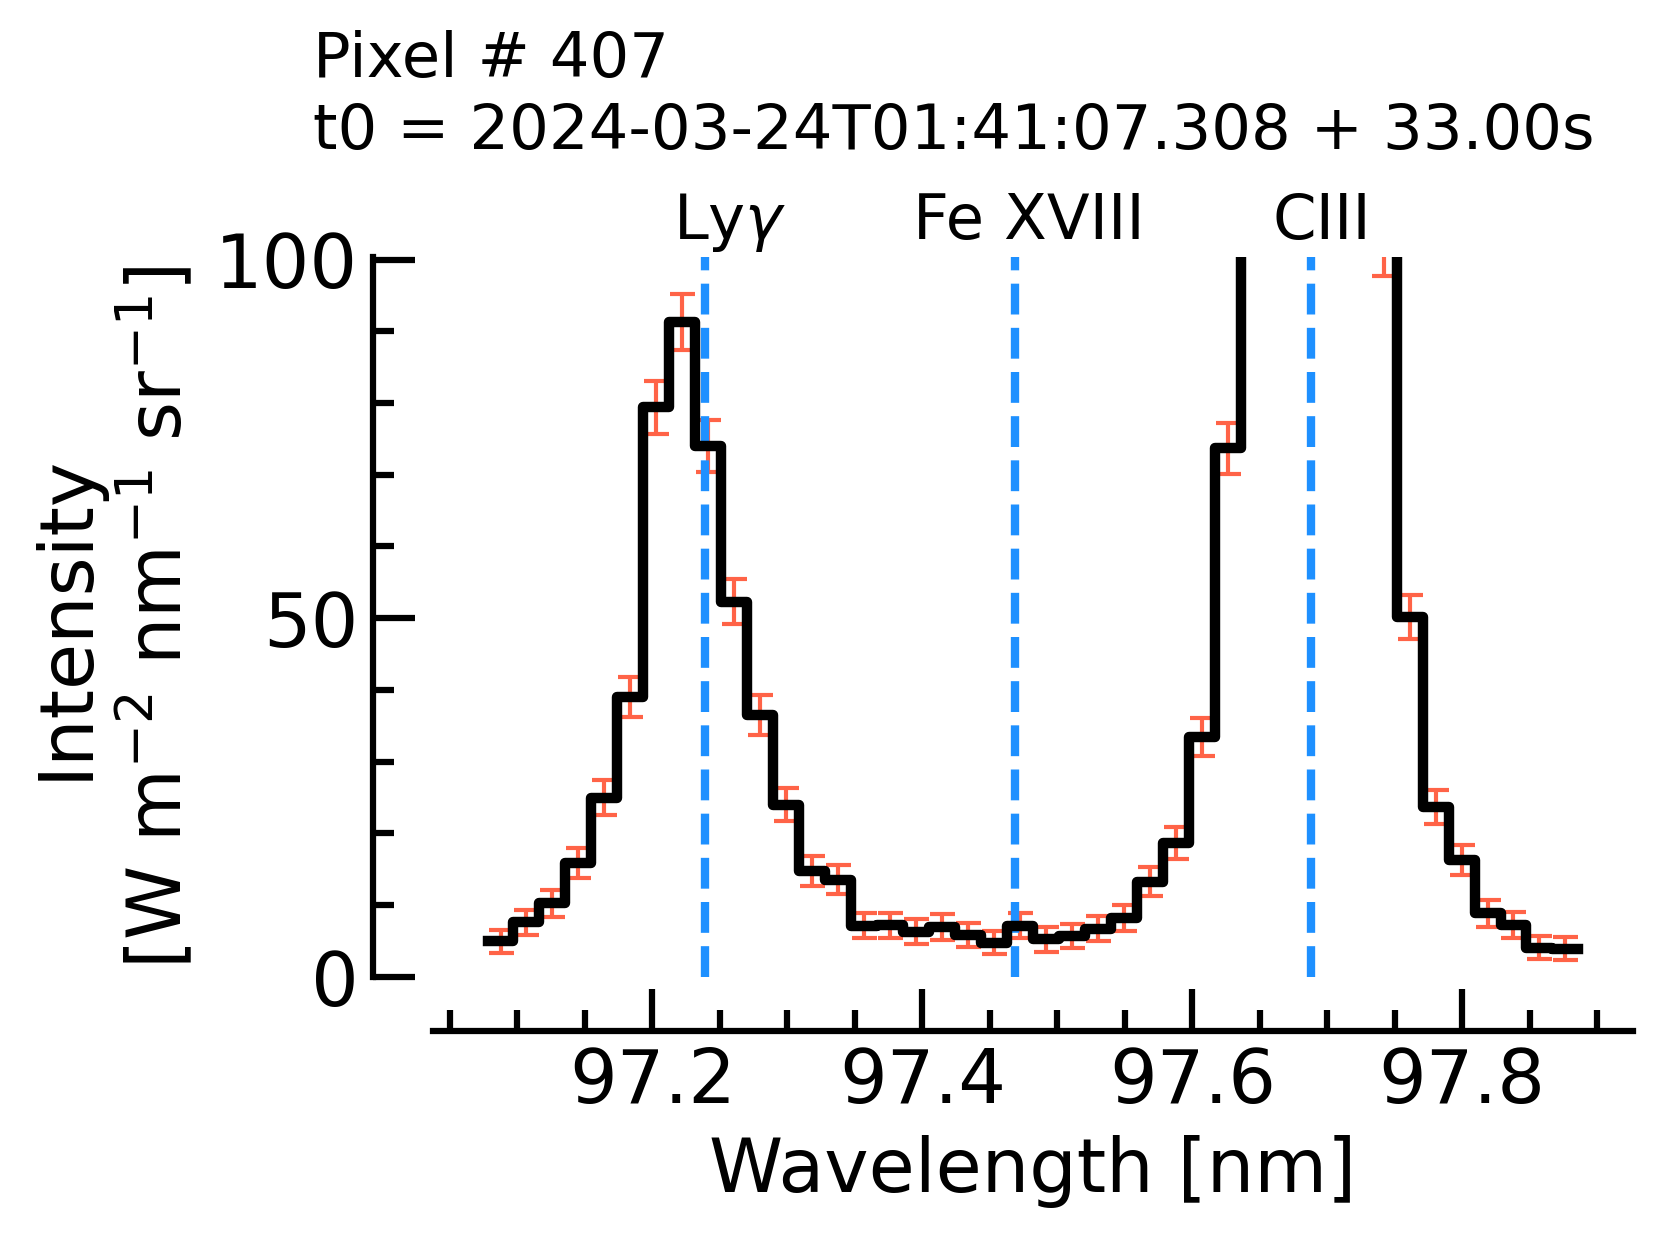 Pixel # 407
t0 = 2024-03-24T01:41:07.308 + 33.00s
Lyγ Fe XVIII CIII
Intensity
[W m⁻² nm⁻¹ sr⁻¹]
100
50
0
97.2 97.4 97.6 97.8
Wavelength [nm]